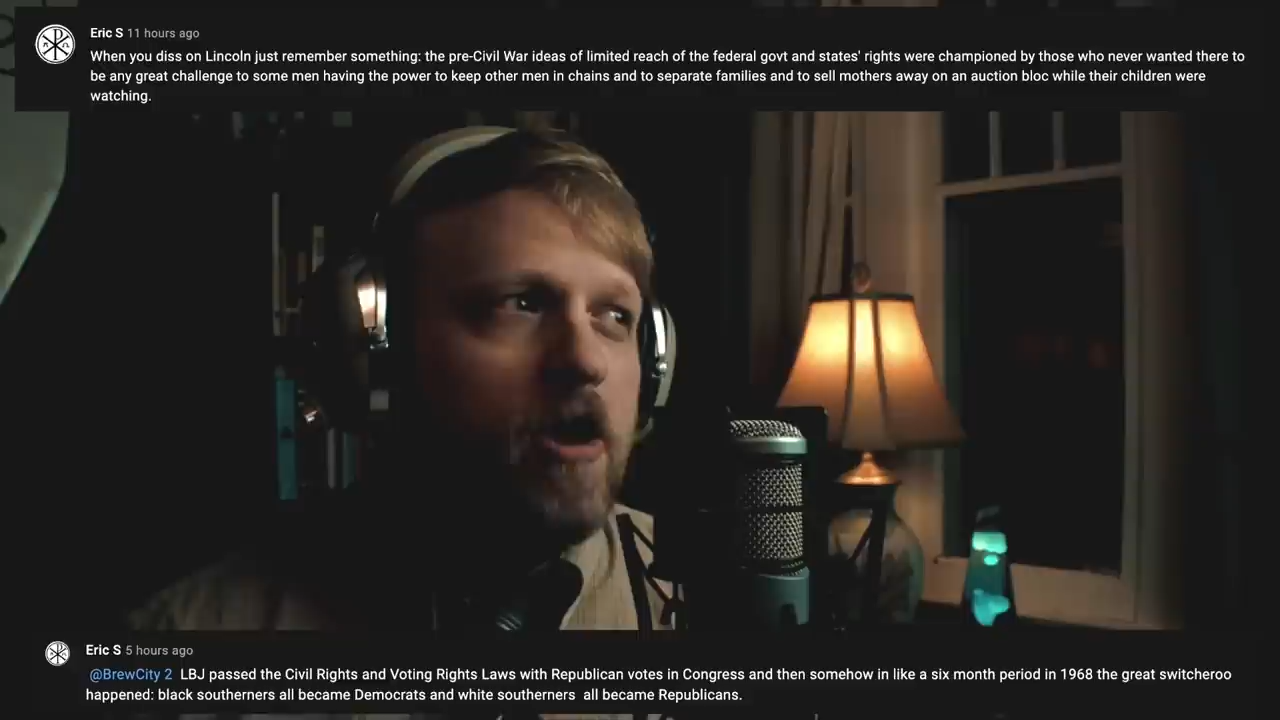 Eric S 11 hours ago
When you diss on Lincoln just remember something: the pre-Civil War ideas of limited reach of the federal govt and states' rights were championed by those who never wanted there to
be any great challenge to some men having the power to keep other men in chains and to separate families and to sell mothers away on an auction bloc while their children were
watching.
Eric S 5 hours ago
@BrewCity 2 LBJ passed the Civil Rights and Voting Rights Laws with Republican votes in Congress and then somehow in like a six month period in 1968 the great switcheroo
happened: black southerners all became Democrats and white southerners all became Republicans.